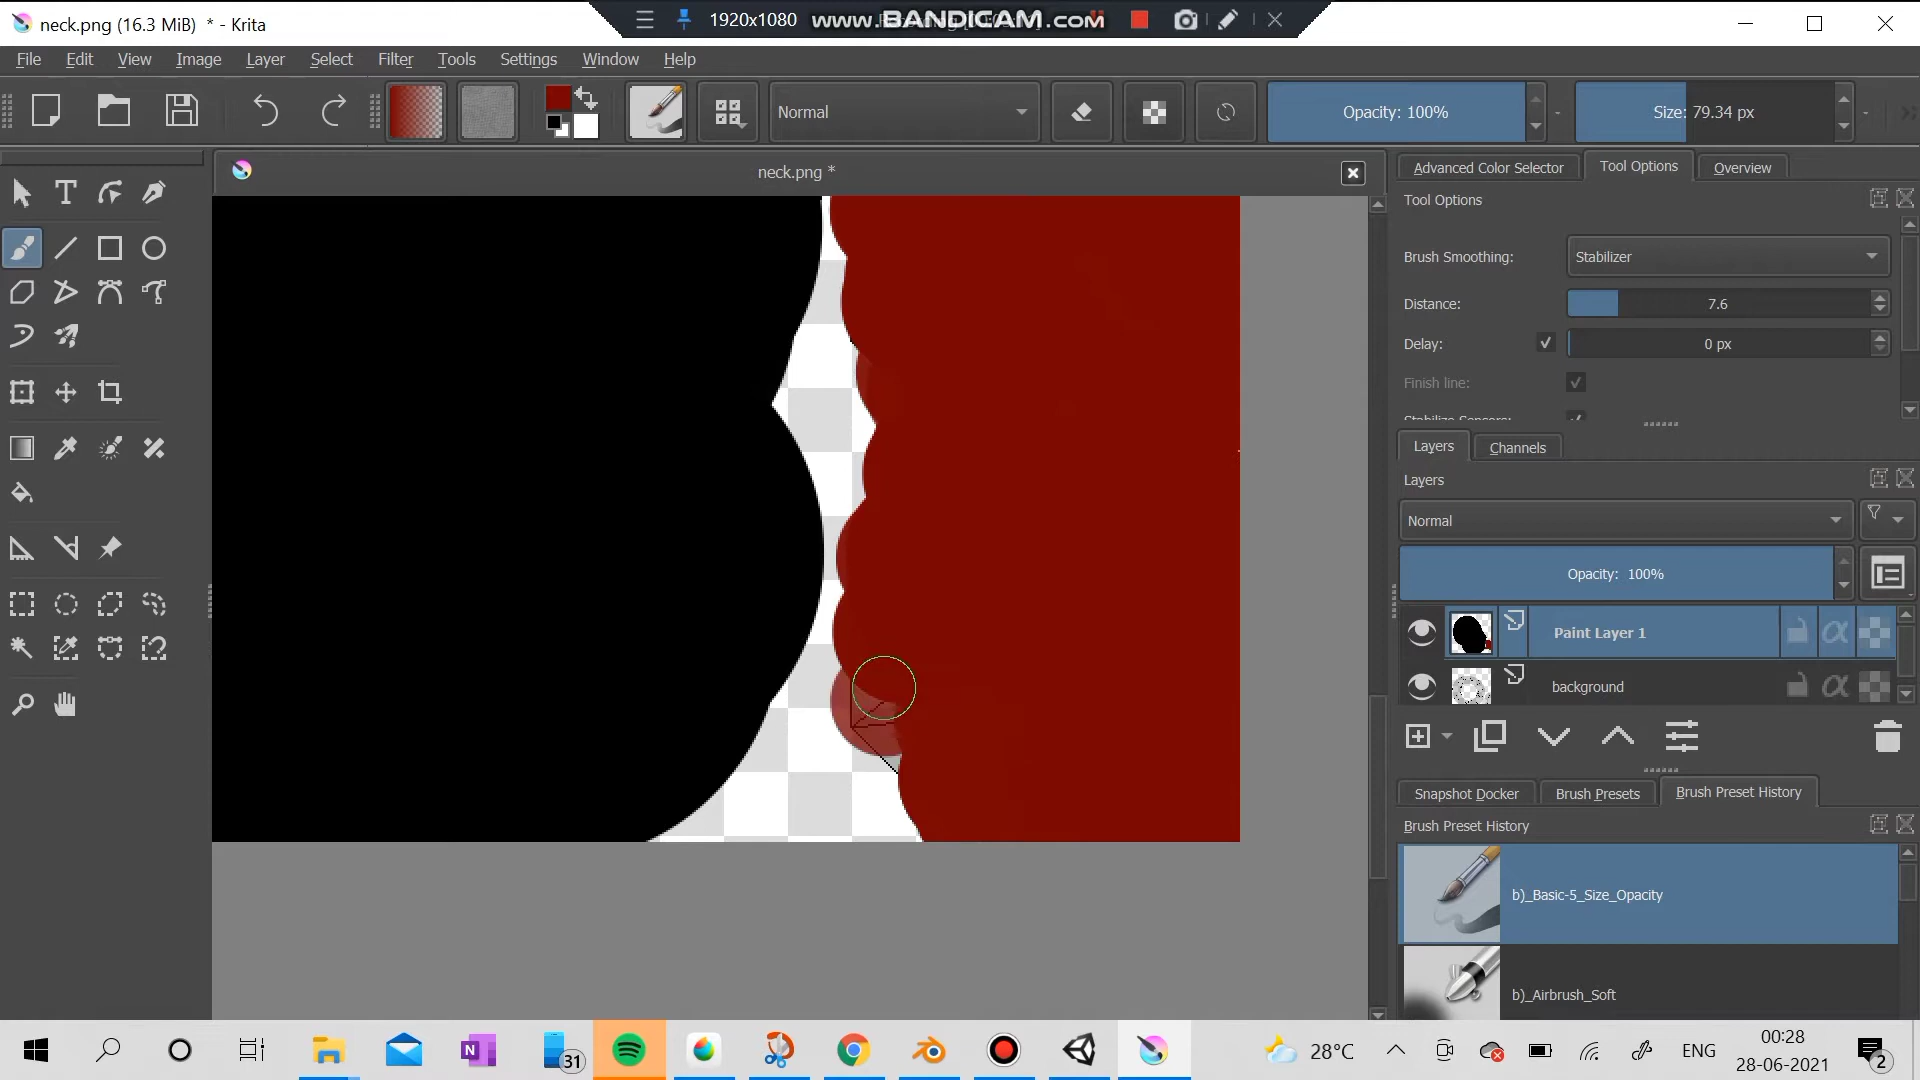 neck.png (16.3 MiB) * - Krita
1920x1080
www.BANDICAM.com
File Edit View Image Layer Select Filter Tools Settings Window Help
Normal
Opacity: 100%
Size: 79.34 px
neck.png *
Advanced Color Selector
Tool Options
Overview
Tool Options
Brush Smoothing:
Stabilizer
Distance:
7.6
Delay:
0 px
Finish line:
Layers
Channels
Layers
Normal
Opacity: 100%
Paint Layer 1
background
Snapshot Docker
Brush Presets
Brush Preset History
Brush Preset History
b)_Basic-5_Size_Opacity
b)_Airbrush_Soft
31
28°C
ENG
00:28
28-06-2021
2